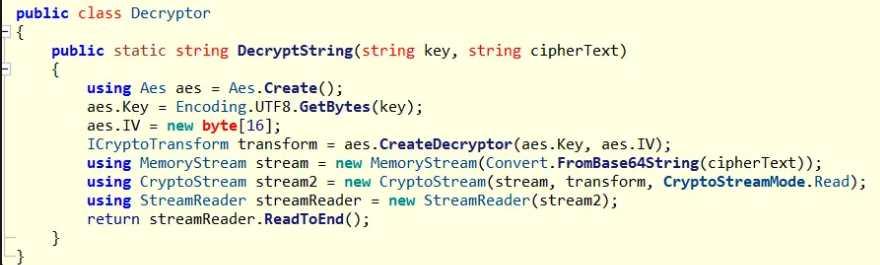 public class Decryptor
{
public static string DecryptString(string key, string cipherText)
{
using Aes aes = Aes.Create();
aes.Key = Encoding.UTF8.GetBytes(key);
aes.IV = new byte[16];
ICryptoTransform transform = aes.CreateDecryptor(aes.Key, aes.IV);
using MemoryStream stream = new MemoryStream(Convert.FromBase64String(cipherText));
using CryptoStream stream2 = new CryptoStream(stream, transform, CryptoStreamMode.Read);
using StreamReader streamReader = new StreamReader(stream2);
return streamReader.ReadToEnd();
}
}